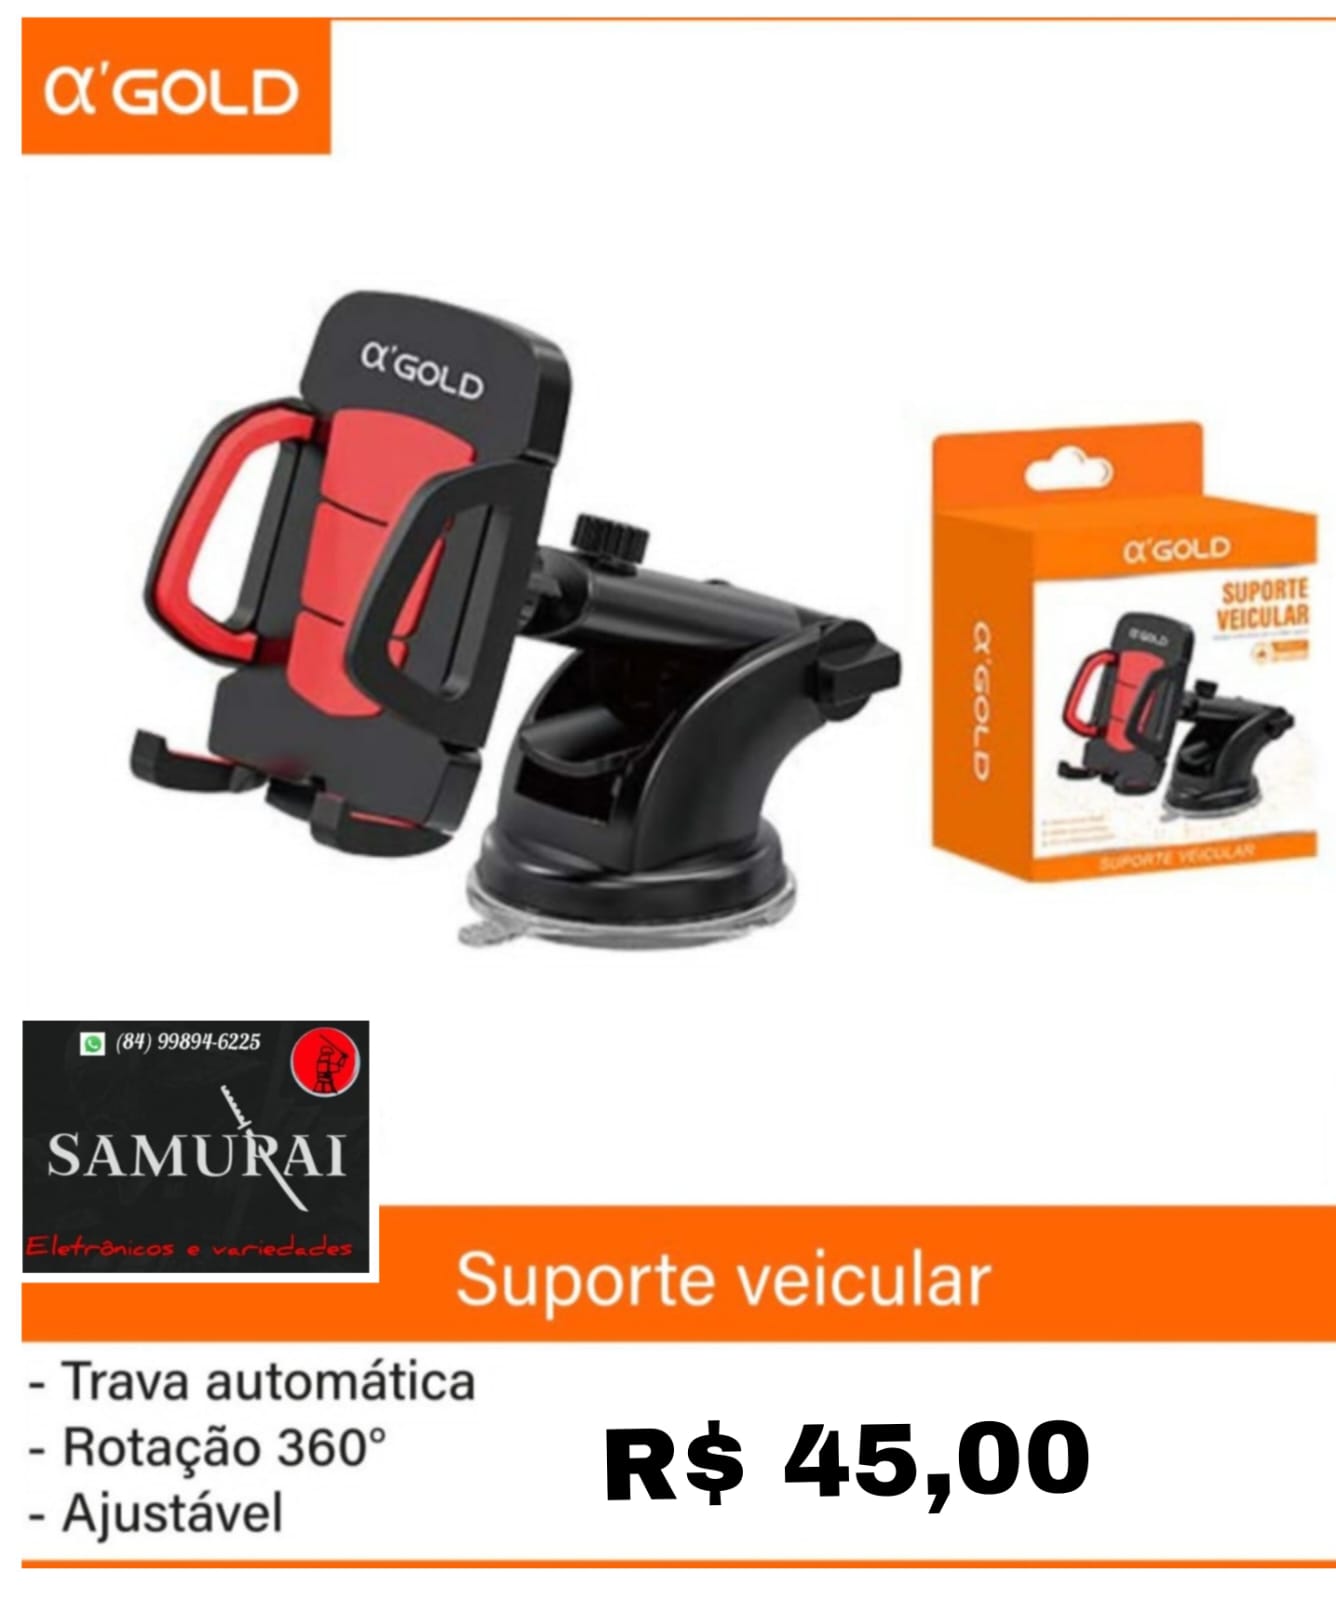 α'GOLD
α'GOLD
α'GOLD
SUPORTE
VEICULAR
α'GOLD
α'GOLD
SUPORTE VEICULAR
(84) 99894-6225
SAMURAI
Eletrônicos e variedades
Suporte veicular
- Trava automática
- Rotação 360°
- Ajustável
R$ 45,00